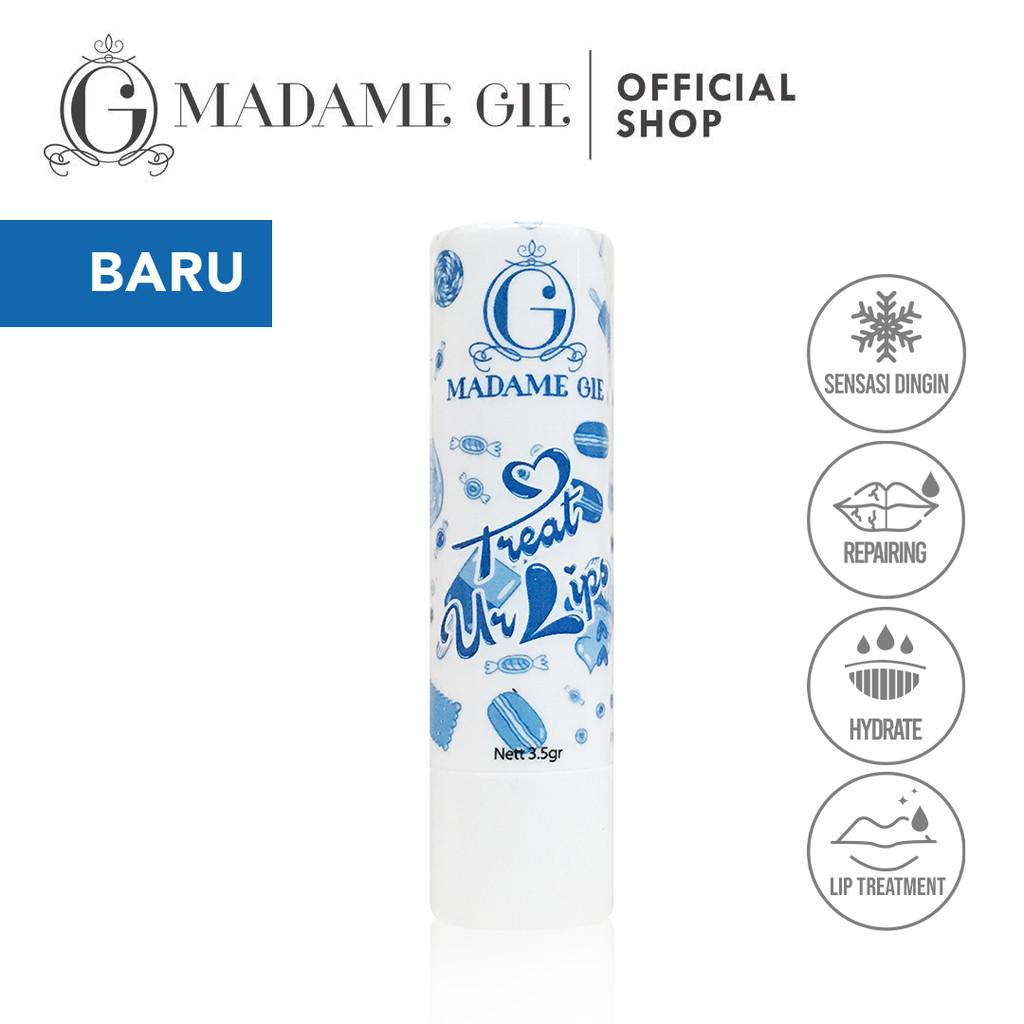 G MADAME GIE
OFFICIAL
SHOP
BARU
G
MADAME GIE
Treat
Ur Lips
Nett 3.5gr
SENSASI DINGIN
REPAIRING
HYDRATE
LIP TREATMENT